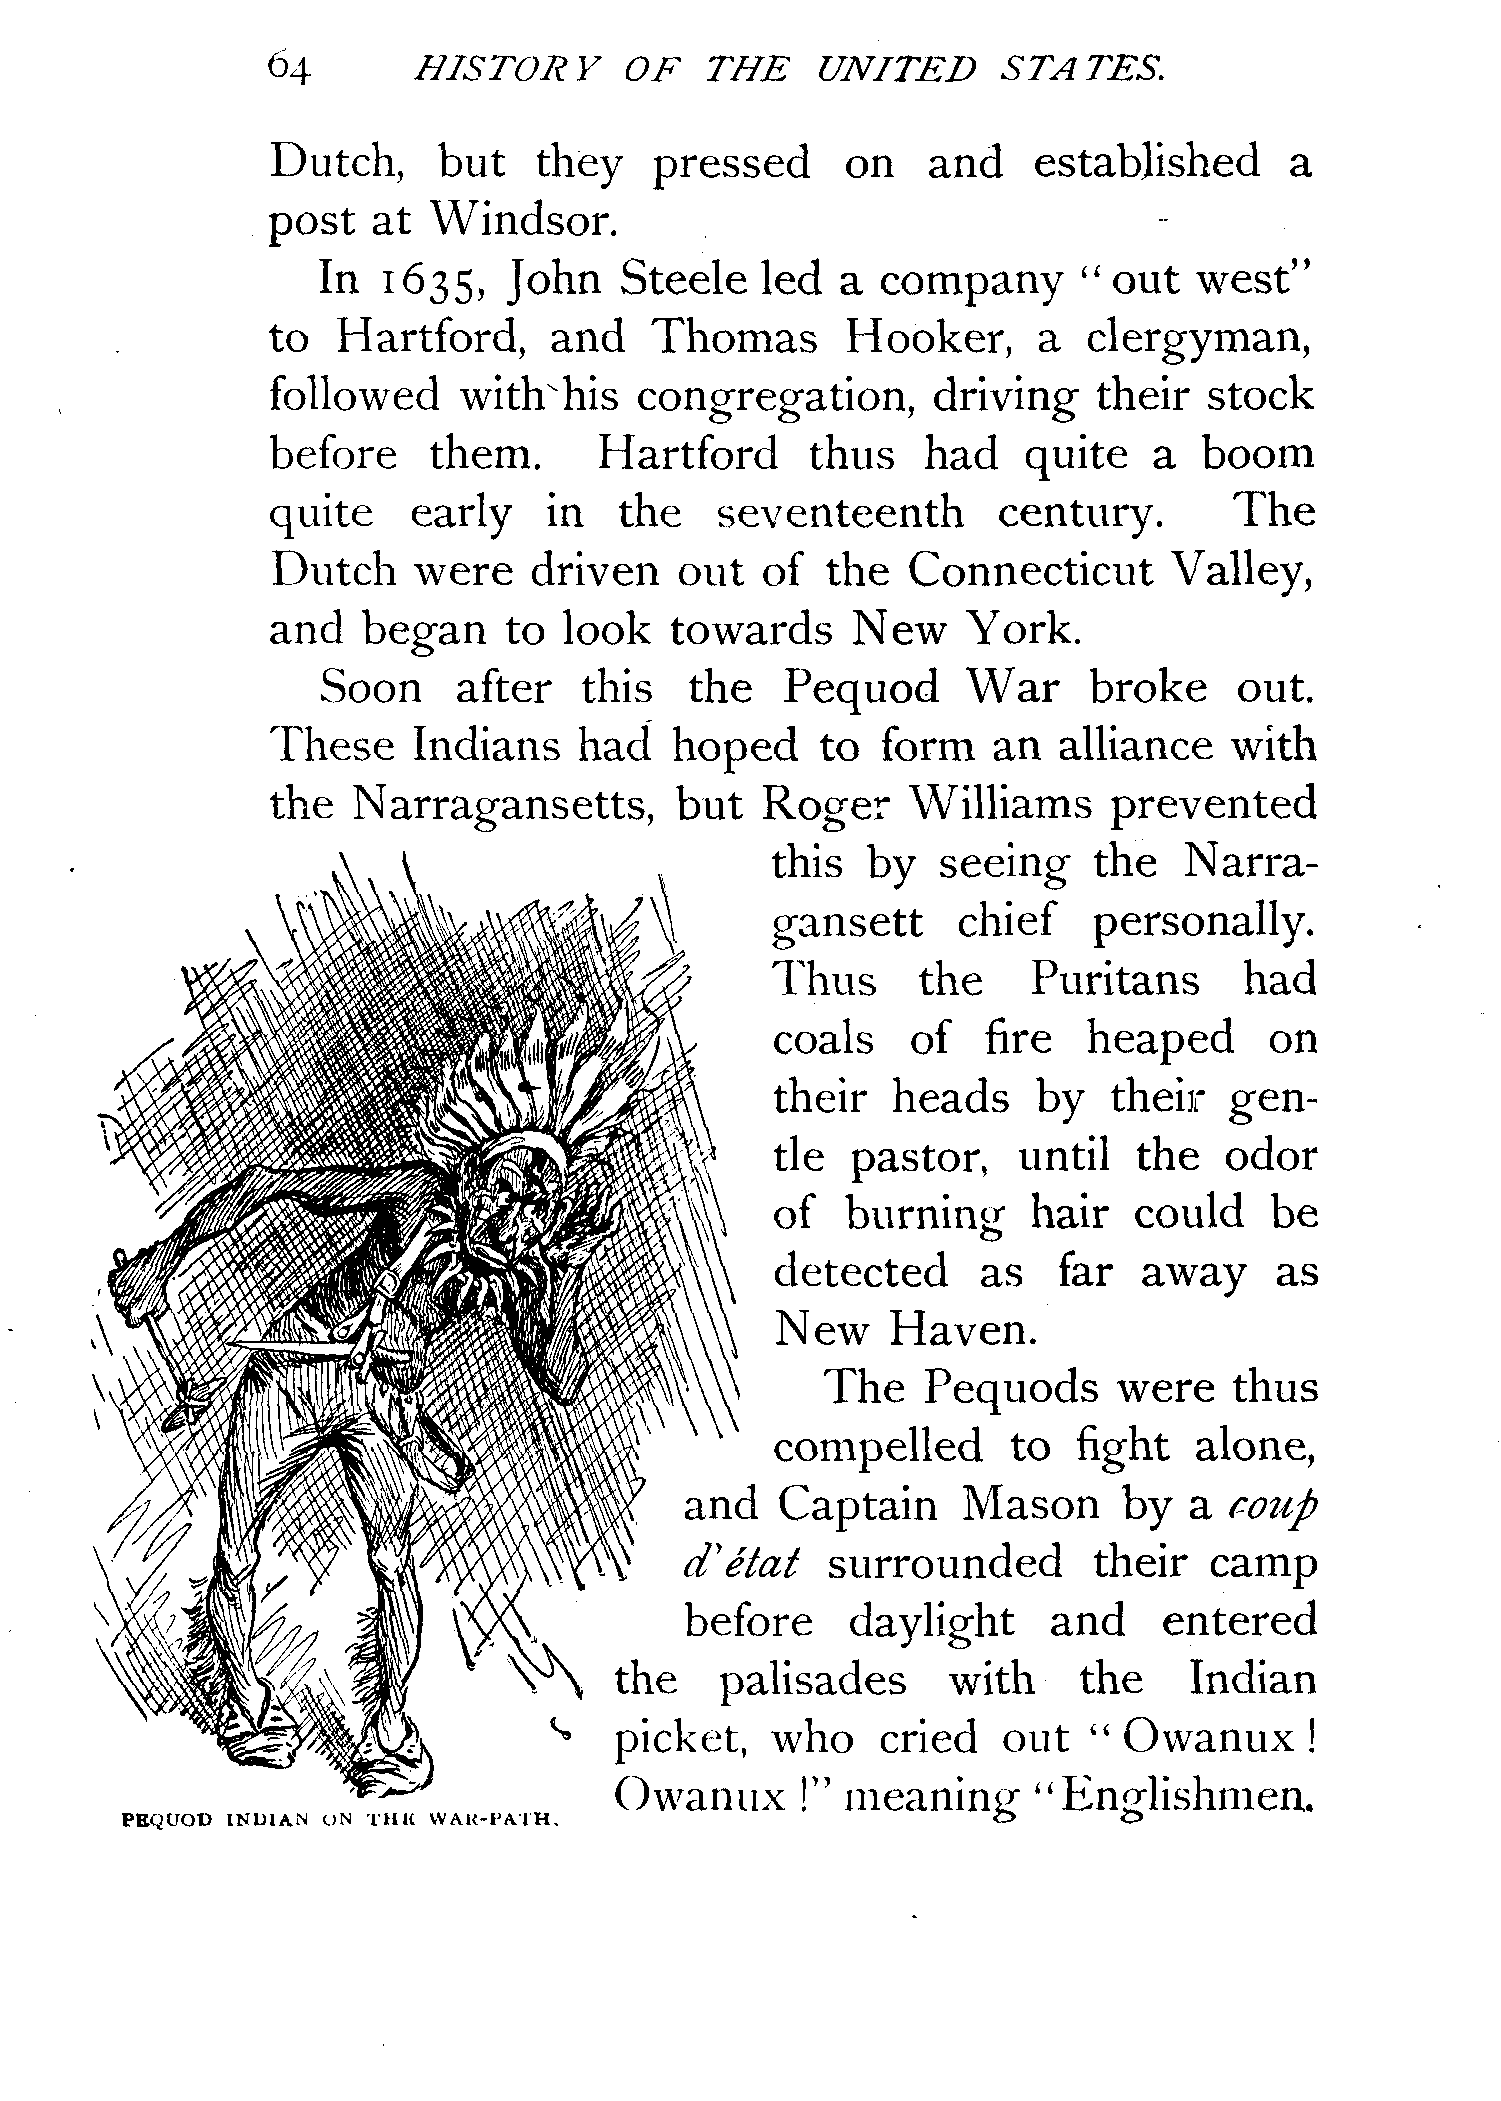 64 HISTORY OF THE UNITED STATES.
Dutch, but they pressed on and established a
post at Windsor.
In 1635, John Steele led a company "out west"
to Hartford, and Thomas Hooker, a clergyman,
followed with his congregation, driving their stock
before them. Hartford thus had quite a boom
quite early in the seventeenth century. The
Dutch were driven out of the Connecticut Valley,
and began to look towards New York.
Soon after this the Pequod War broke out.
These Indians had hoped to form an alliance with
the Narragansetts, but Roger Williams prevented
this by seeing the Narra-
gansett chief personally.
Thus the Puritans had
coals of fire heaped on
their heads by their gen-
tle pastor, until the odor
of burning hair could be
detected as far away as
New Haven.
The Pequods were thus
compelled to fight alone,
and Captain Mason by a coup
d'état surrounded their camp
before daylight and entered
the palisades with the Indian
picket, who cried out "Owanux!
Owanux!" meaning "Englishmen.
PEQUOD INDIAN ON THE WAR-PATH.